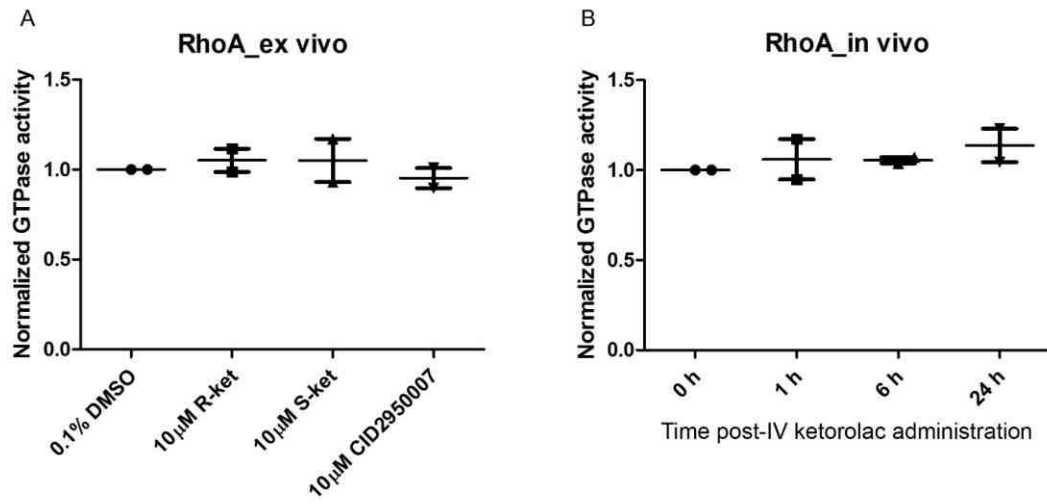 A
RhoA_ex vivo
Normalized GTPase activity
1.5
1.0
0.5
0.0
0.1% DMSO
10µM R-ket
10µM S-ket
10µM CID2950007
B
RhoA_in vivo
Normalized GTPase activity
1.5
1.0
0.5
0.0
0 h
1 h
6 h
24 h
Time post-IV ketorolac administration